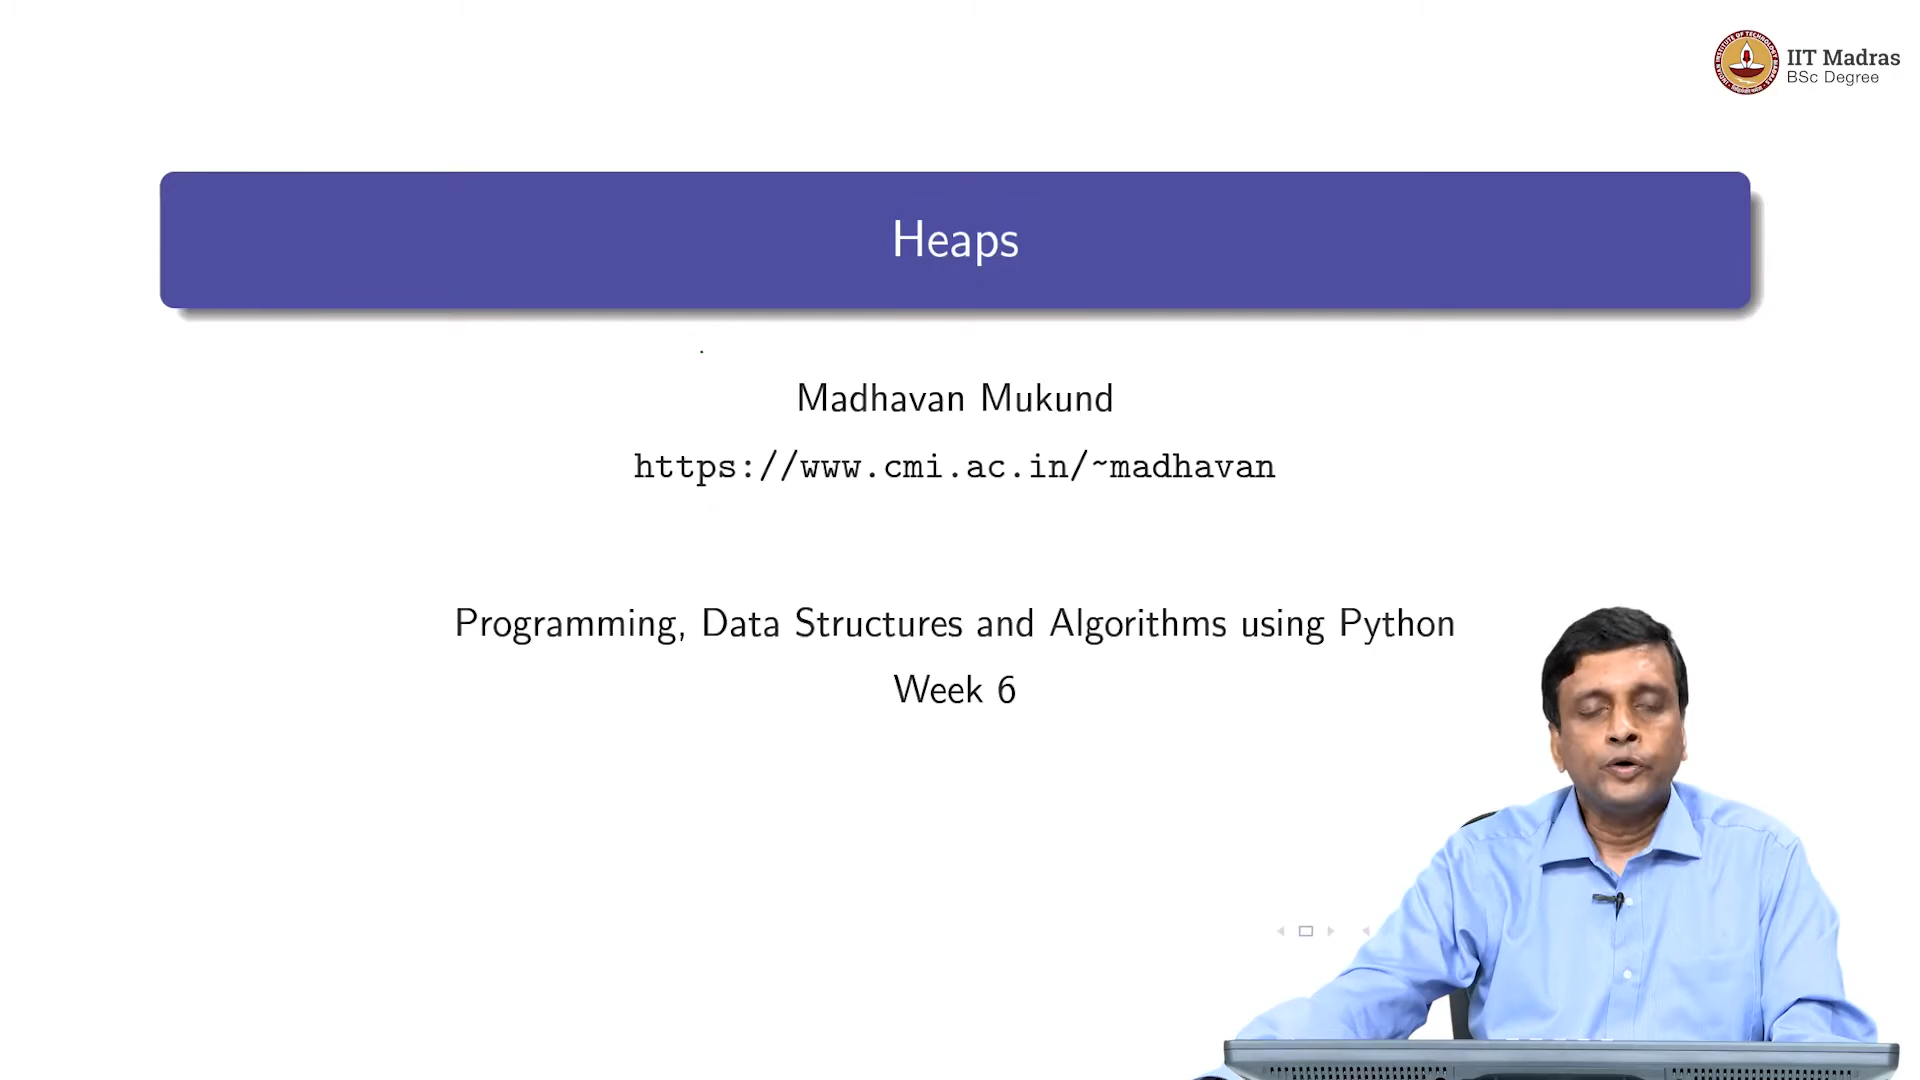 IIT Madras
BSc Degree
Heaps
Madhavan Mukund
https://www.cmi.ac.in/~madhavan
Programming, Data Structures and Algorithms using Python
Week 6